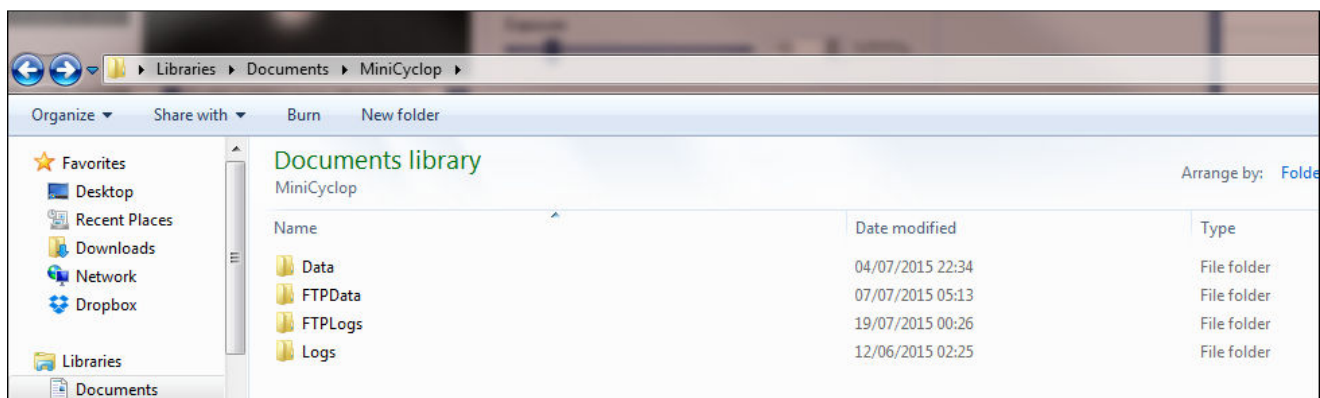 Libraries Documents MiniCyclop
Organize Share with Burn New folder
Favorites
Desktop
Recent Places
Downloads
Network
Dropbox
Libraries
Documents
Documents library
MiniCyclop
Arrange by: Folde
Name Date modified Type
Data 04/07/2015 22:34 File folder
FTPData 07/07/2015 05:13 File folder
FTPLogs 19/07/2015 00:26 File folder
Logs 12/06/2015 02:25 File folder